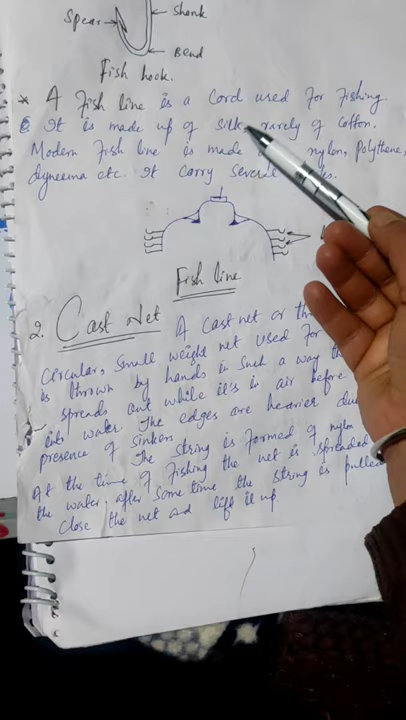 Spear
Shank
Bend
Fish hook.
* A Fish line is a Cord used For Fishing.
It is made up of Silk rarely of Cotton.
Modern Fish line is made nylon, polythene,
dyneema etc. It Carry Several
Fish line
2. Cast Net A Cast net or
Circular, Small weight net used for
is thrown by hands in Such a way
spreads out while it's in air before
into water. The edges are heavier due
presence of Sinkers
The String is Formed of nylon
At the time of Fishing the net is Spreaded
the water, after Some time the String is pulled
Close the net and lift it up